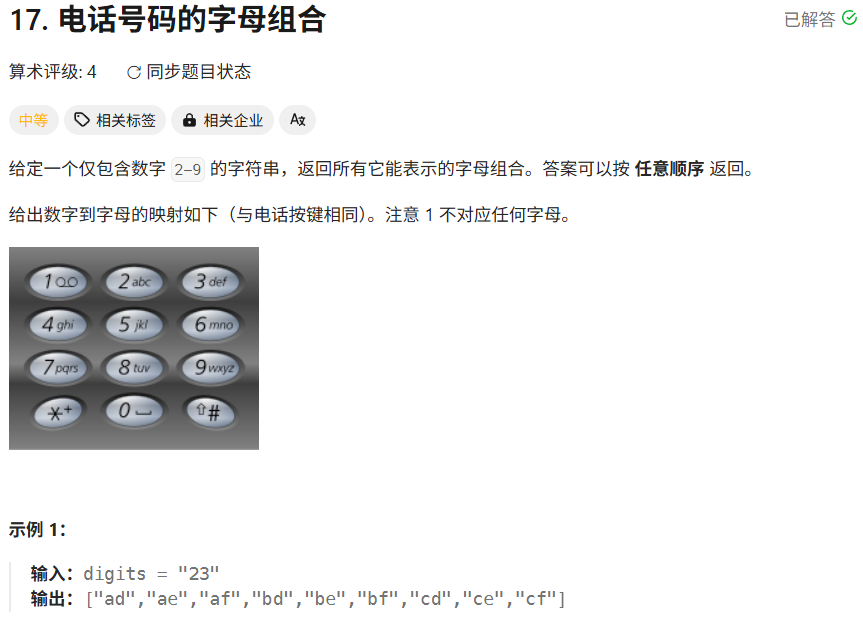 17. 电话号码的字母组合
已解答
算术评级: 4 同步题目状态
中等 相关标签 相关企业 Az
给定一个仅包含数字 2-9 的字符串，返回所有它能表示的字母组合。答案可以按 任意顺序 返回。
给出数字到字母的映射如下（与电话按键相同）。注意 1 不对应任何字母。
1 2 abc 3 def
4 ghi 5 jkl 6 mno
7 pqrs 8 tuv 9 wxyz
*+ 0 #
示例 1：
输入：digits = "23"
输出：["ad","ae","af","bd","be","bf","cd","ce","cf"]